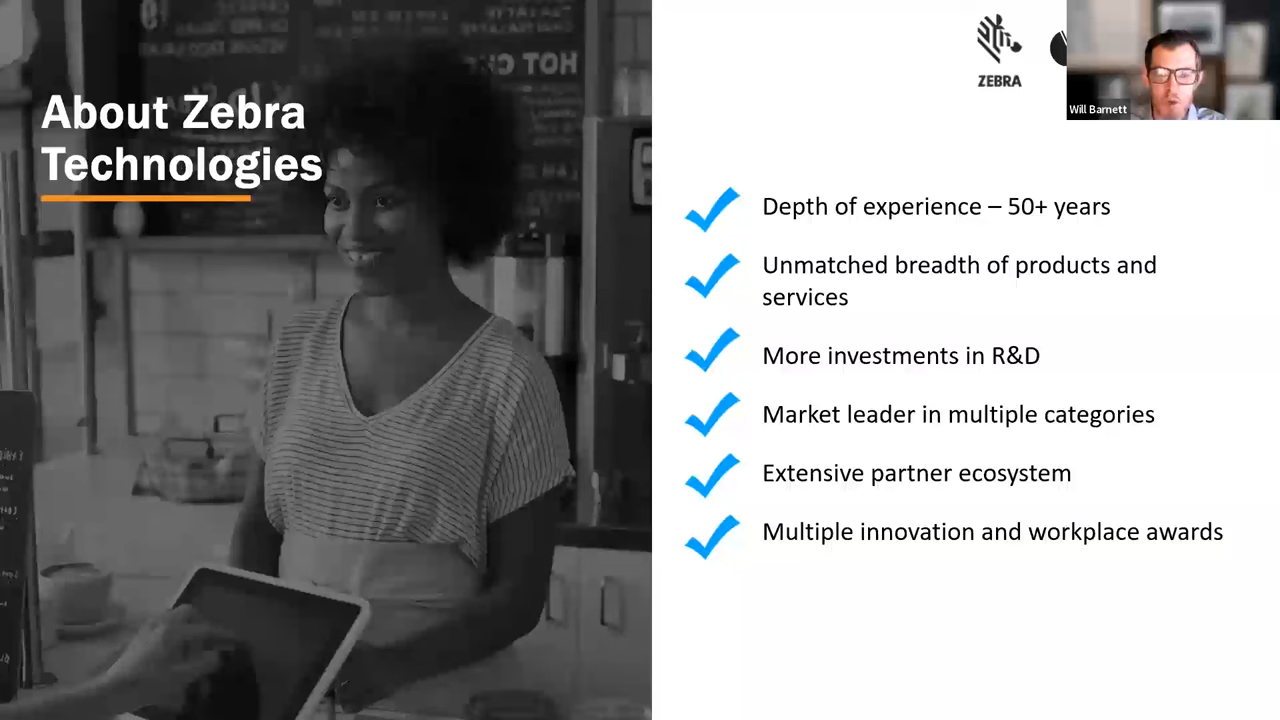 About Zebra
Technologies
HOT
ZEBRA
Will Barnett
Depth of experience – 50+ years
Unmatched breadth of products and
services
More investments in R&D
Market leader in multiple categories
Extensive partner ecosystem
Multiple innovation and workplace awards